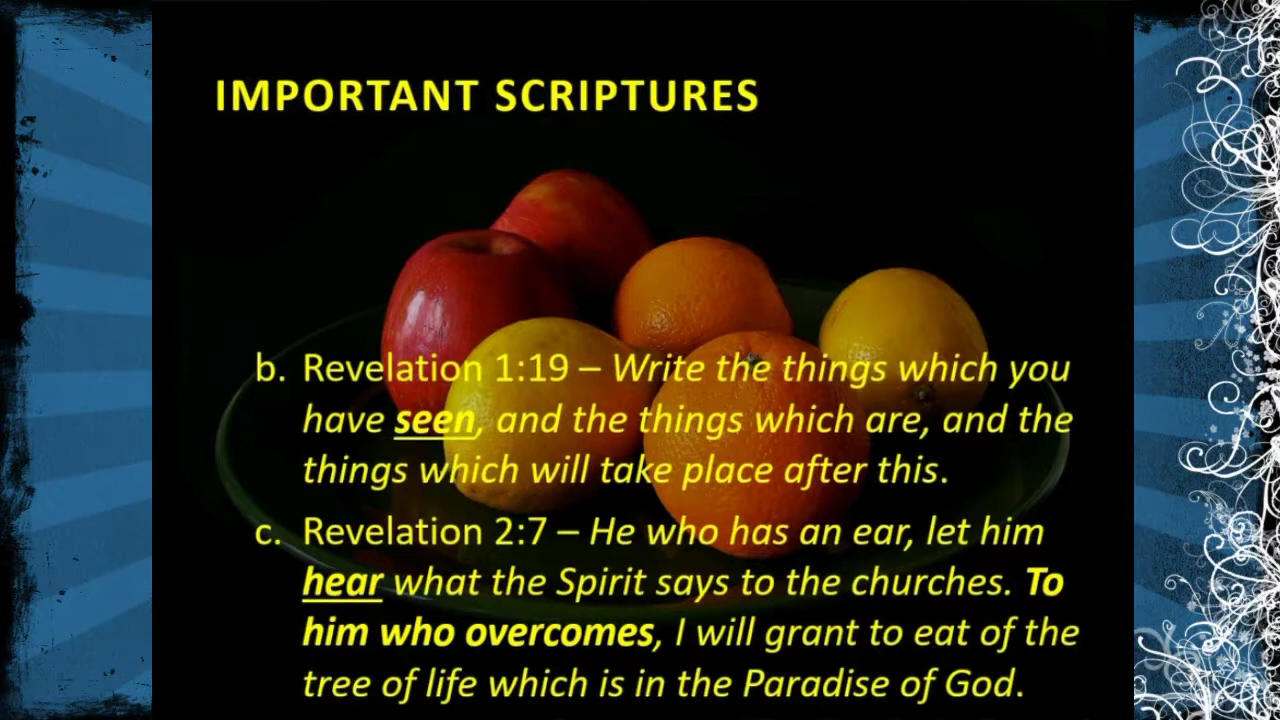 IMPORTANT SCRIPTURES
b. Revelation 1:19 – Write the things which you
have seen, and the things which are, and the
things which will take place after this.
c. Revelation 2:7 – He who has an ear, let him
hear what the Spirit says to the churches. To
him who overcomes, I will grant to eat of the
tree of life which is in the Paradise of God.